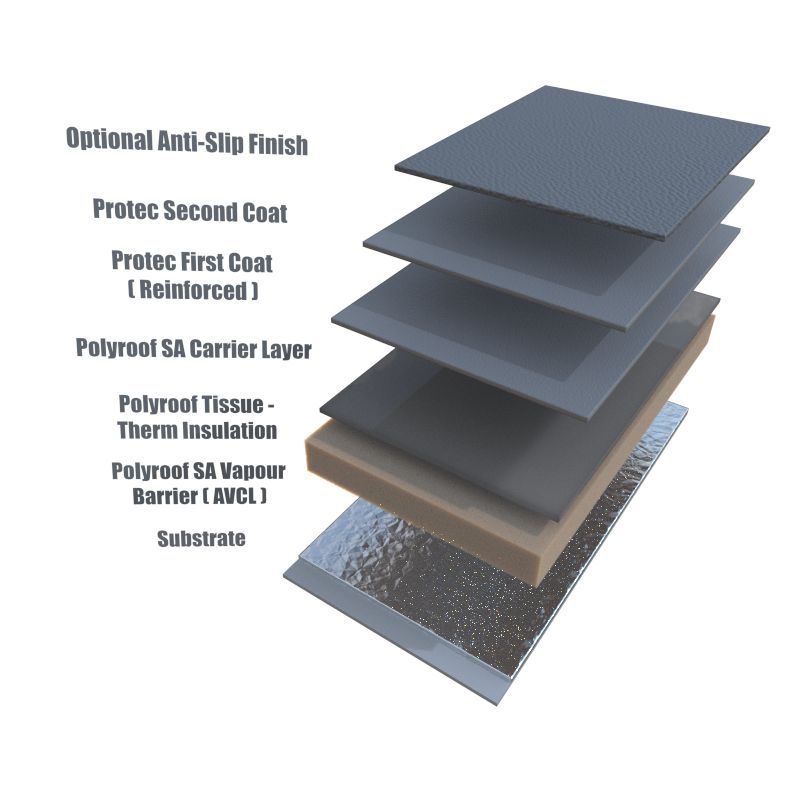 Optional Anti-Slip Finish
Protec Second Coat
Protec First Coat
( Reinforced )
Polyroof SA Carrier Layer
Polyroof Tissue -
Therm Insulation
Polyroof SA Vapour
Barrier ( AVCL )
Substrate